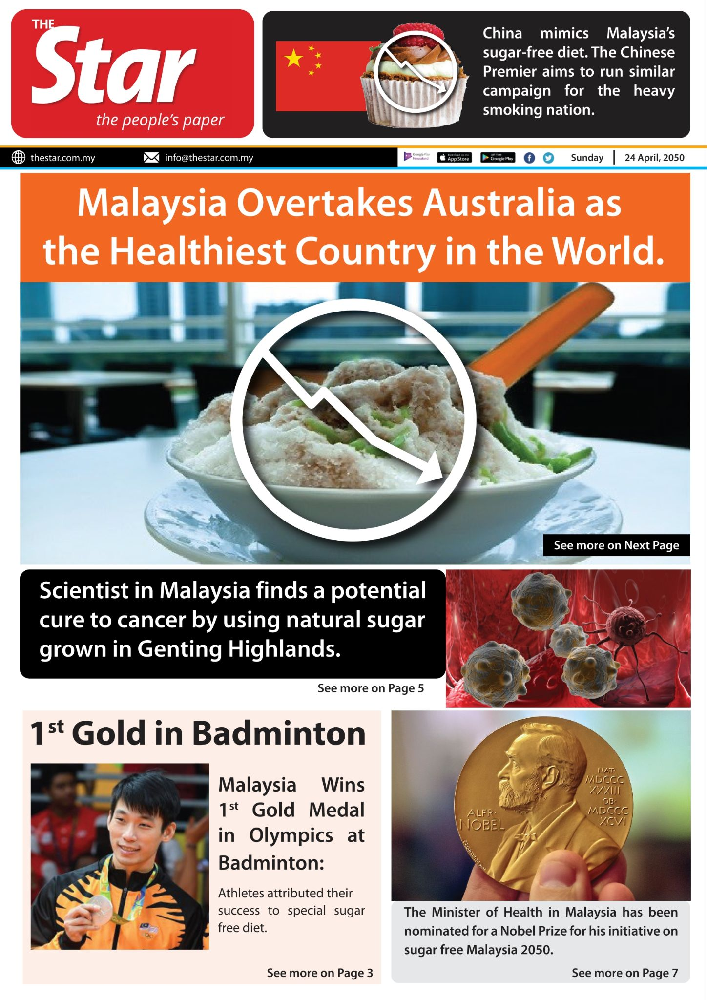 THE
Star
the people's paper
China mimics Malaysia's
sugar-free diet. The Chinese
Premier aims to run similar
campaign for the heavy
smoking nation.
thestar.com.my
info@thestar.com.my
Google Play
Newsstand
Download on the
App Store
GET IT ON
Google Play
Sunday | 24 April, 2050
Malaysia Overtakes Australia as
the Healthiest Country in the World.
See more on Next Page
Scientist in Malaysia finds a potential
cure to cancer by using natural sugar
grown in Genting Highlands.
See more on Page 5
1st Gold in Badminton
Malaysia Wins
1st Gold Medal
in Olympics at
Badminton:
Athletes attributed their
success to special sugar
free diet.
See more on Page 3
ALFR·
NOBEL
NAT·
MDCCC
XXXIII
OB·
MDCCC
XCVI
The Minister of Health in Malaysia has been
nominated for a Nobel Prize for his initiative on
sugar free Malaysia 2050.
See more on Page 7